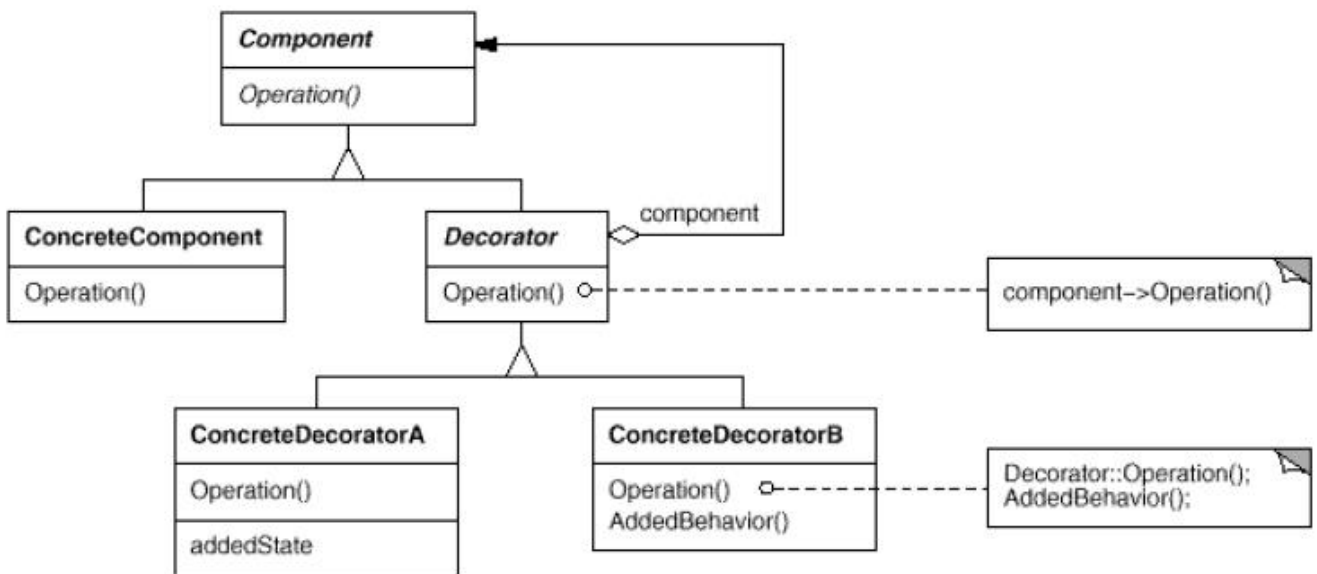 Component
Operation()
ConcreteComponent
Operation()
Decorator
Operation()
component
component–>Operation()
ConcreteDecoratorA
Operation()
addedState
ConcreteDecoratorB
Operation()
AddedBehavior()
Decorator::Operation();
AddedBehavior();